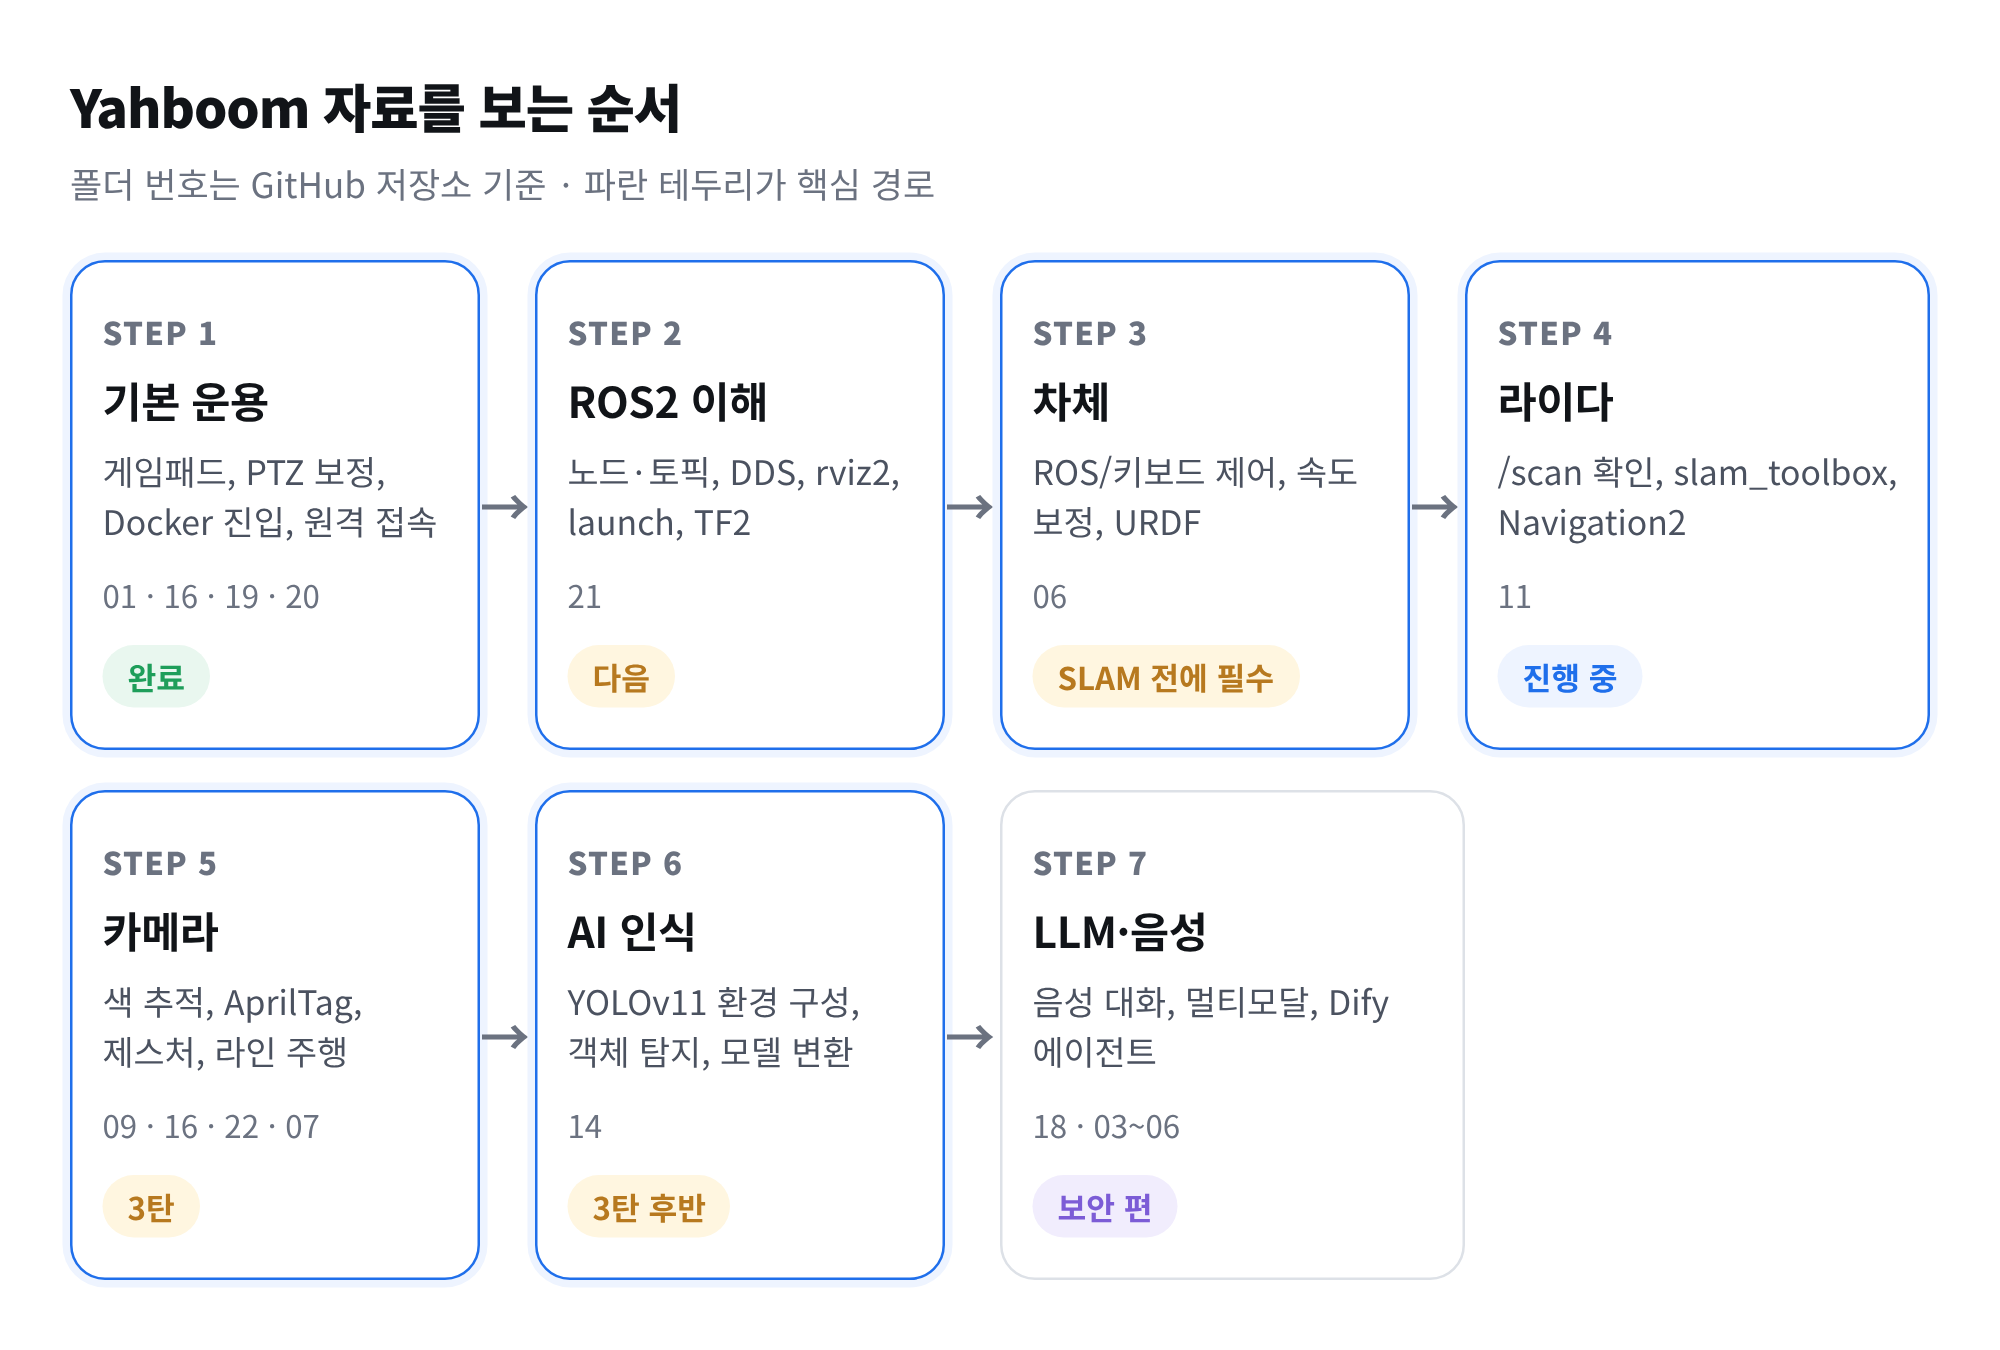 Yahboom 자료를 보는 순서
폴더 번호는 GitHub 저장소 기준 · 파란 테두리가 핵심 경로
STEP 1
기본 운용
게임패드, PTZ 보정,
Docker 진입, 원격 접속
01 · 16 · 19 · 20
완료
STEP 2
ROS2 이해
노드·토픽, DDS, rviz2,
launch, TF2
21
다음
STEP 3
차체
ROS/키보드 제어, 속도
보정, URDF
06
SLAM 전에 필수
STEP 4
라이다
/scan 확인, slam_toolbox,
Navigation2
11
진행 중
STEP 5
카메라
색 추적, AprilTag,
제스처, 라인 주행
09 · 16 · 22 · 07
3탄
STEP 6
AI 인식
YOLOv11 환경 구성,
객체 탐지, 모델 변환
14
3탄 후반
STEP 7
LLM·음성
음성 대화, 멀티모달, Dify
에이전트
18 · 03~06
보안 편